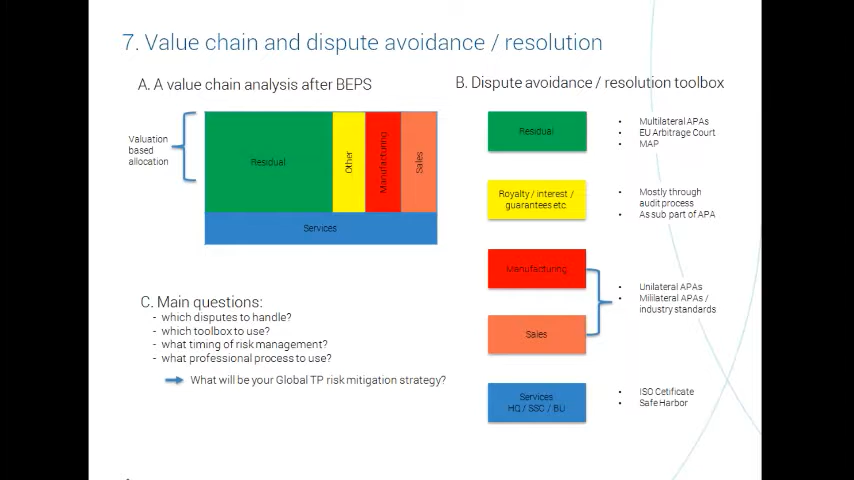 7. Value chain and dispute avoidance / resolution
A. A value chain analysis after BEPS
Valuation
based
allocation
Residual
Other
Manufacturing
Sales
Services
C. Main questions:
- which disputes to handle?
- which toolbox to use?
- what timing of risk management?
- what professional process to use?
What will be your Global TP risk mitigation strategy?
B. Dispute avoidance / resolution toolbox
Residual
• Multilateral APAs
• EU Arbitrage Court
• MAP
Royalty / interest /
guarantees etc
• Mostly through
audit process
• As sub part of APA
Manufacturing
• Unilateral APAs
• Mililateral APAs /
industry standards
Sales
Services
HQ / SSC / BU
• ISO Cetificate
• Safe Harbor